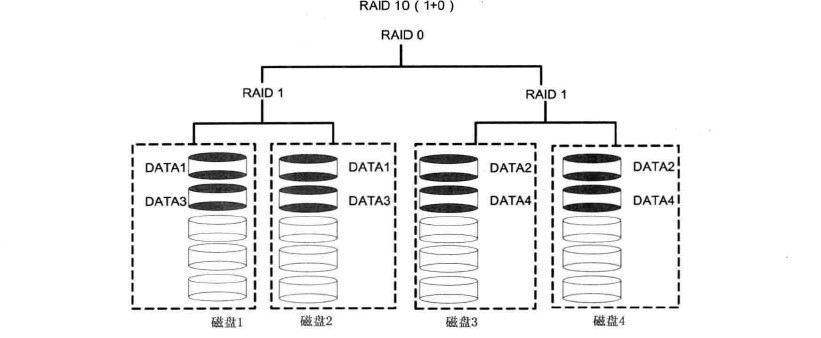 RAID 10（1+0）
RAID 0
RAID 1
RAID 1
DATA1
DATA1
DATA2
DATA2
DATA3
DATA3
DATA4
DATA4
磁盘1
磁盘2
磁盘3
磁盘4